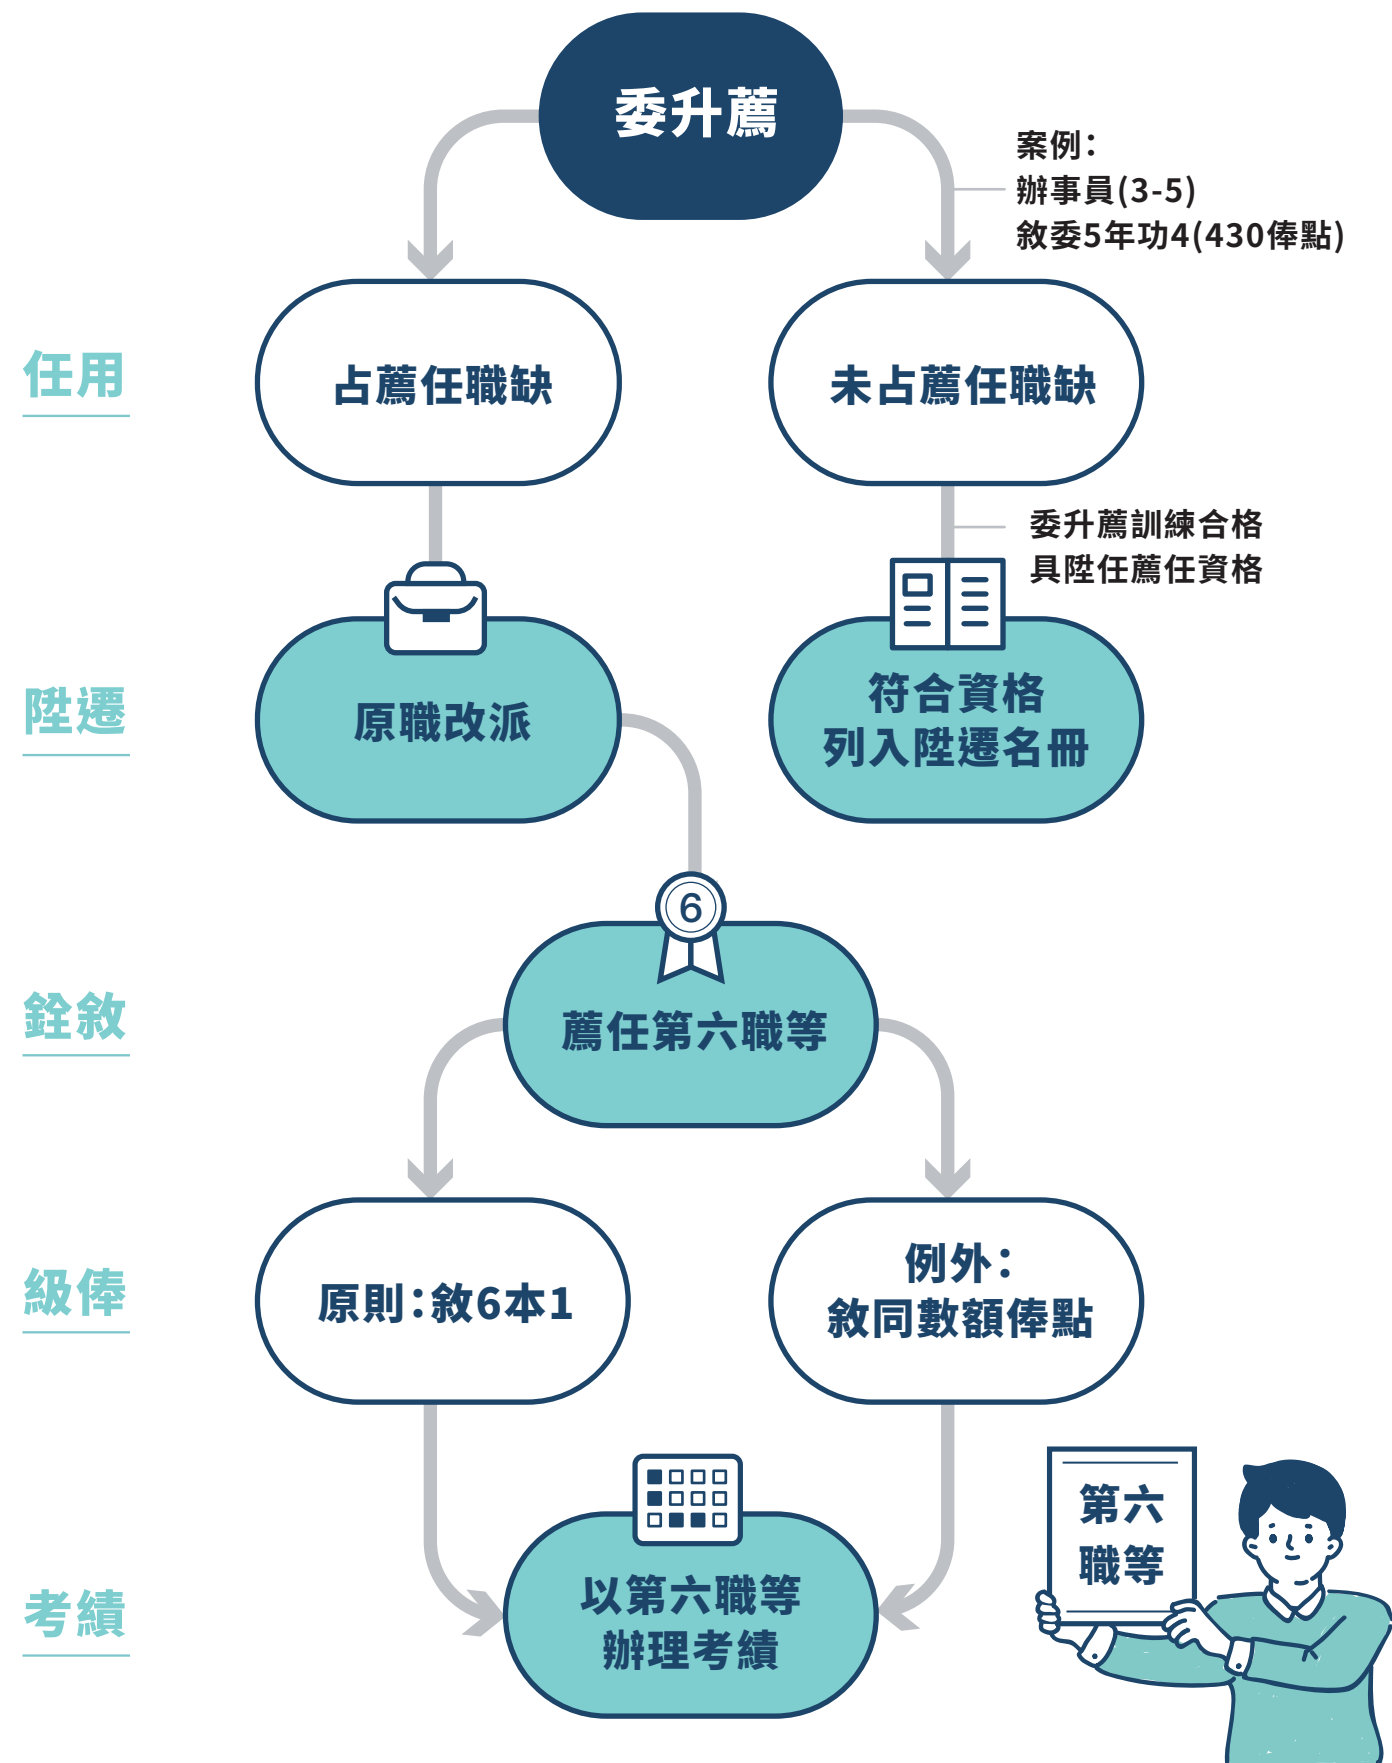 委升薦
案例：
辦事員(3-5)
敘委5年功4(430俸點)
任用
占薦任職缺
未占薦任職缺
委升薦訓練合格
具陞任薦任資格
陞遷
原職改派
符合資格
列入陞遷名冊
6
銓敘
薦任第六職等
級俸
原則：敘6本1
例外：
敘同數額俸點
第六
職等
考績
以第六職等
辦理考績